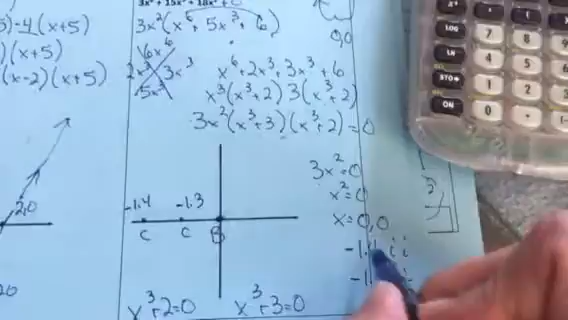 )-4(x+5)
)(x+5)
(x-2)(x+5)
2,0
3x²(x⁶+5x³+6)
6x⁶
2x³ 3x³
5x³
x⁶+2x³+3x³+6
x³(x³+2)3(x³+2)
3x²(x³+3)(x³+2)=0
0,0
3x²=0
x²=0
x=0,0
-1.4 -1.3
C C B
x³+2=0 x³+3=0
7 8 9
4 5 6
1 2 3
0
LOG
LN
STO
ON